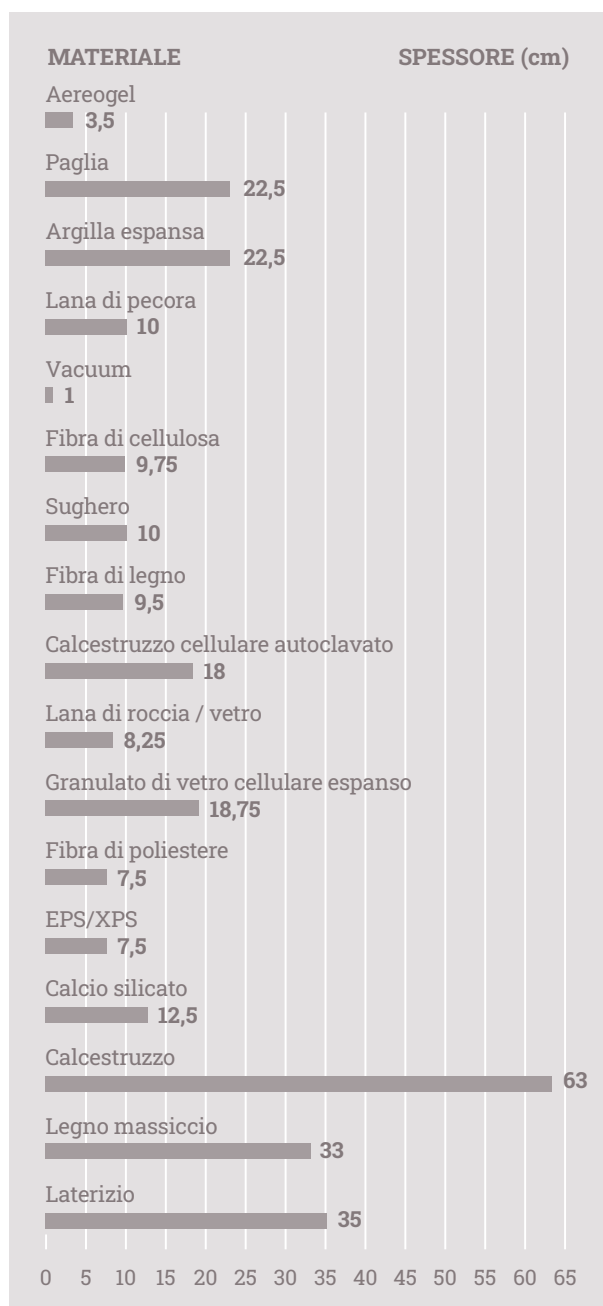 MATERIALE SPESSORE (cm)
Aereogel
3,5
Paglia
22,5
Argilla espansa
22,5
Lana di pecora
10
Vacuum
1
Fibra di cellulosa
9,75
Sughero
10
Fibra di legno
9,5
Calcestruzzo cellulare autoclavato
18
Lana di roccia / vetro
8,25
Granulato di vetro cellulare espanso
18,75
Fibra di poliestere
7,5
EPS/XPS
7,5
Calcio silicato
12,5
Calcestruzzo
63
Legno massiccio
33
Laterizio
35
0 5 10 15 20 25 30 35 40 45 50 55 60 65